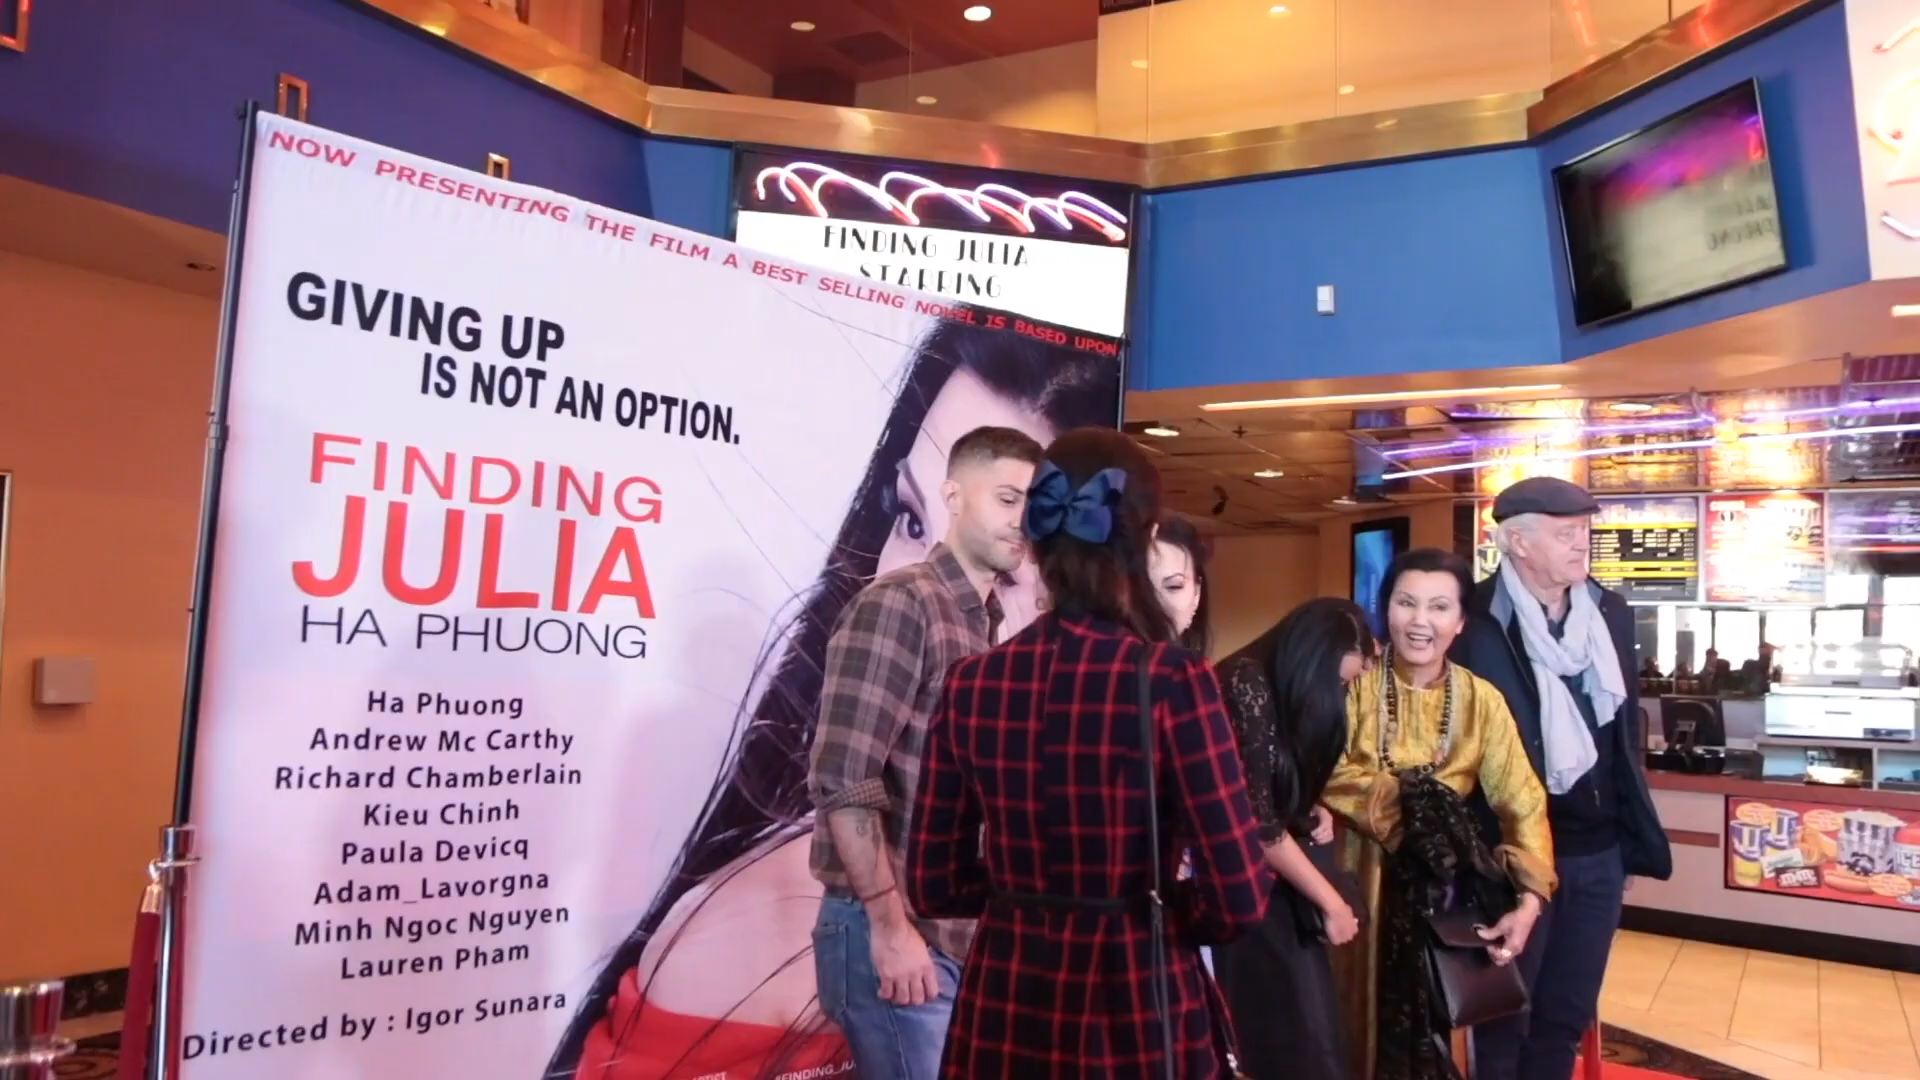 NOW PRESENTING THE FILM A BEST SELLING NOVEL IS BASED UPON
FINDING JULIA
STARRING
GIVING UP
IS NOT AN OPTION.
FINDING
JULIA
HA PHUONG
Ha Phuong
Andrew Mc Carthy
Richard Chamberlain
Kieu Chinh
Paula Devicq
Adam_Lavorgna
Minh Ngoc Nguyen
Lauren Pham
Directed by : Igor Sunara